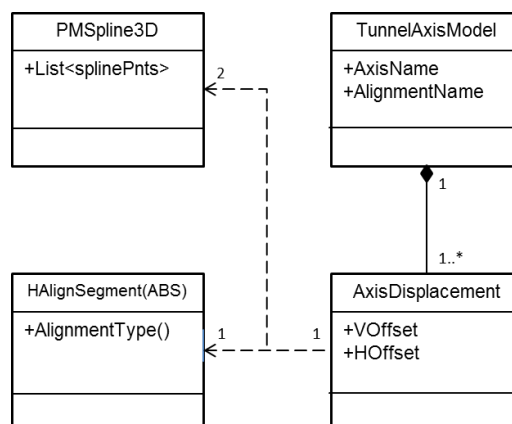 PMSpline3D
+List<splinePnts>
TunnelAxisModel
+AxisName
+AlignmentName
2
1
1..*
HAlignSegment(ABS)
+AlignmentType()
1
1
AxisDisplacement
+VOffset
+HOffset